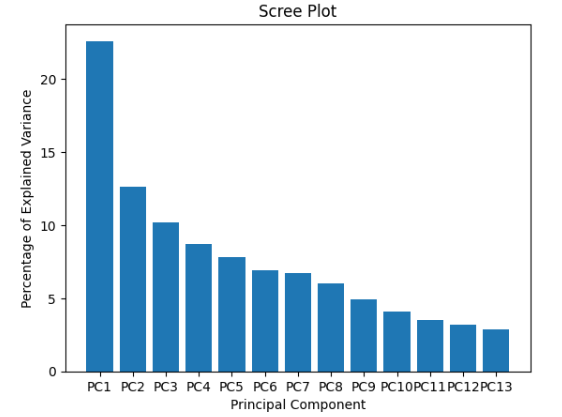 Scree Plot
Percentage of Explained Variance
20
15
10
5
0
PC1 PC2 PC3 PC4 PC5 PC6 PC7 PC8 PC9 PC10 PC11 PC12 PC13
Principal Component